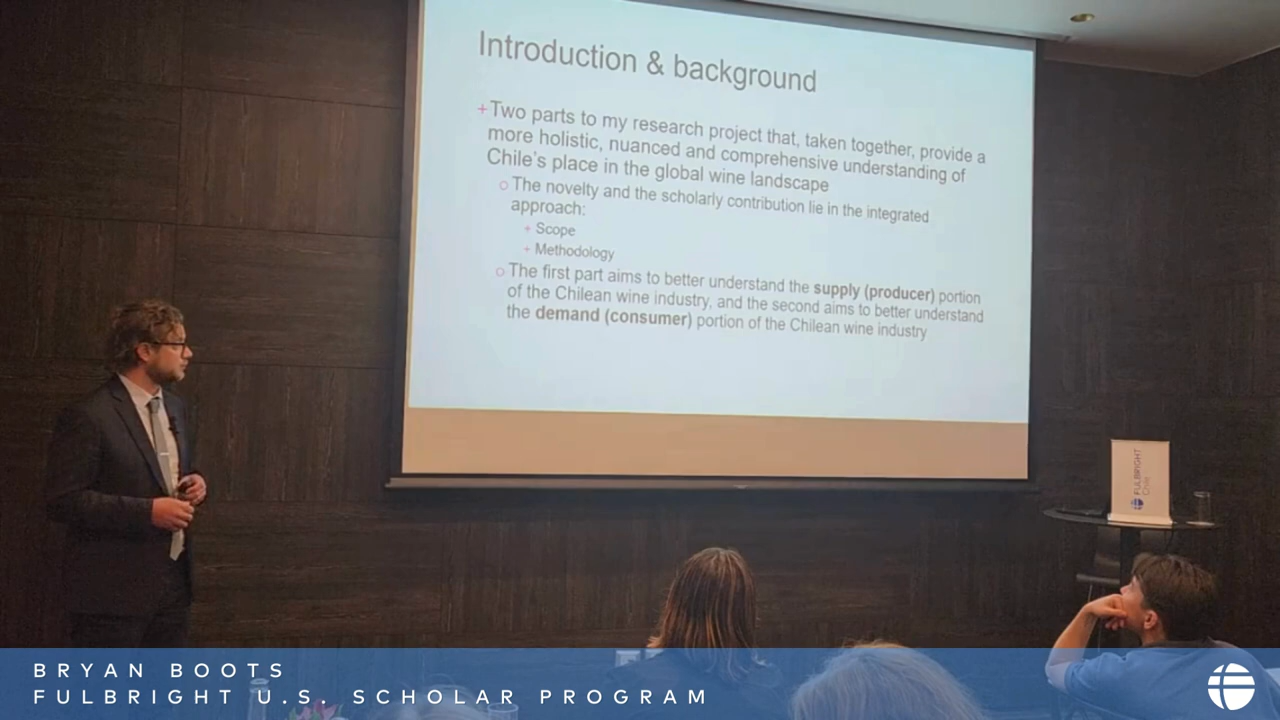 Introduction & background
+Two parts to my research project that, taken together, provide a
more holistic, nuanced and comprehensive understanding of
Chile's place in the global wine landscape
The novelty and the scholarly contribution lie in the integrated
approach:
+ Scope
+ Methodology
The first part aims to better understand the supply (producer) portion
of the Chilean wine industry, and the second aims to better understand
the demand (consumer) portion of the Chilean wine industry
FULBRIGHT
Chile
BRYAN BOOTS
FULBRIGHT U.S. SCHOLAR PROGRAM